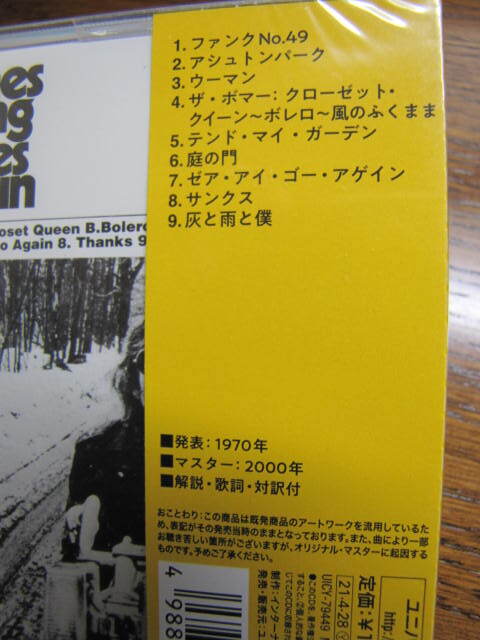 1. ファンクNo.49
2. アシュトンパーク
3. ウーマン
4. ザ・ボマー: クローゼット・
クイーン〜ボレロ〜風のふくまま
5. テンド・マイ・ガーデン
6. 庭の門
7. ゼア・アイ・ゴー・アゲイン
8. サンクス
9. 灰と雨と僕
oset Queen B.Bolero
o Again 8. Thanks 9
■発表:1970年
■マスター:2000年
■解説・歌詞・対訳付
おことわり:この商品は既発商品のアートワークを流用しているため、
表記がその発売当時のままとなっております。また、曲により一部
お聴き苦しい箇所がございますが、オリジナル・マスターに起因する
ものです。予めご了承ください。
4 988
UICY-79449
21・4・28
定価:¥1
ユニ
http: